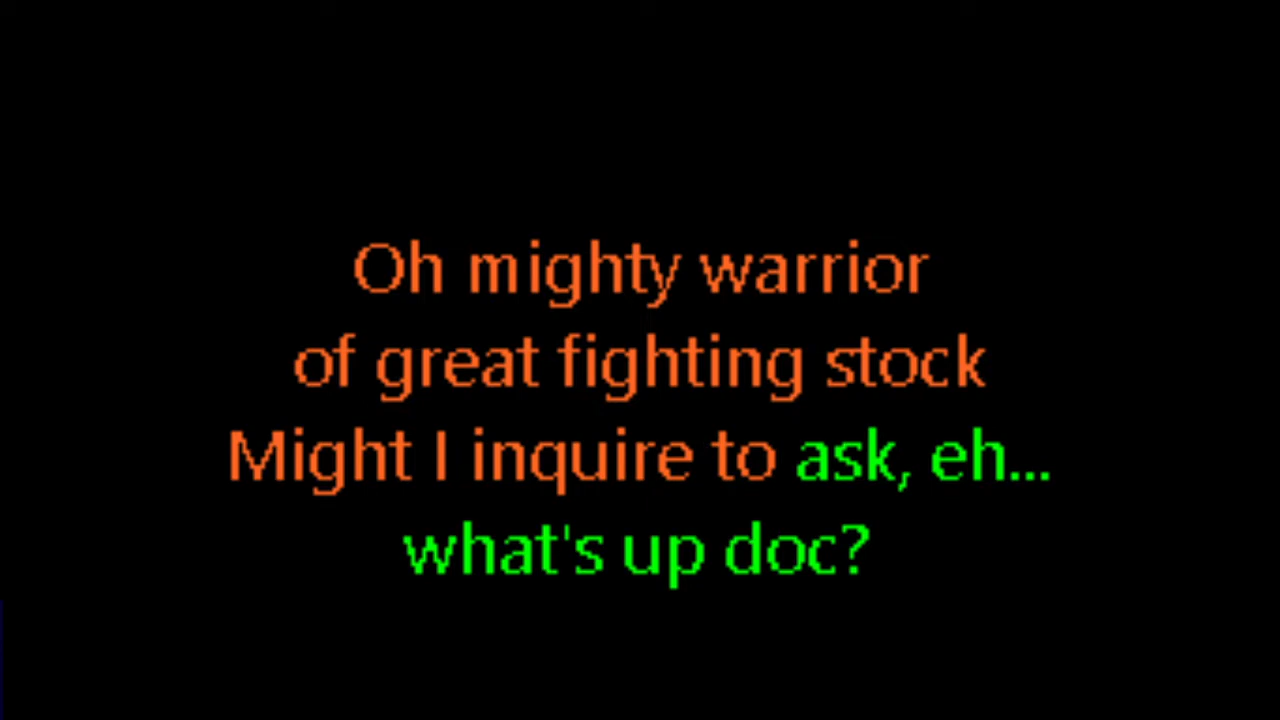 Oh mighty warrior
of great fighting stock
Might I inquire to ask, eh...
what's up doc?